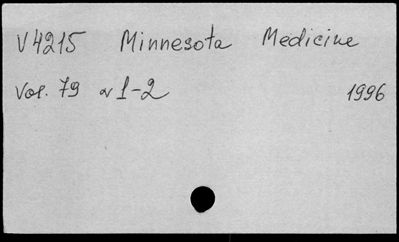 V4215 Minnesota Medicine
Vol. 79 N 1-2 1996